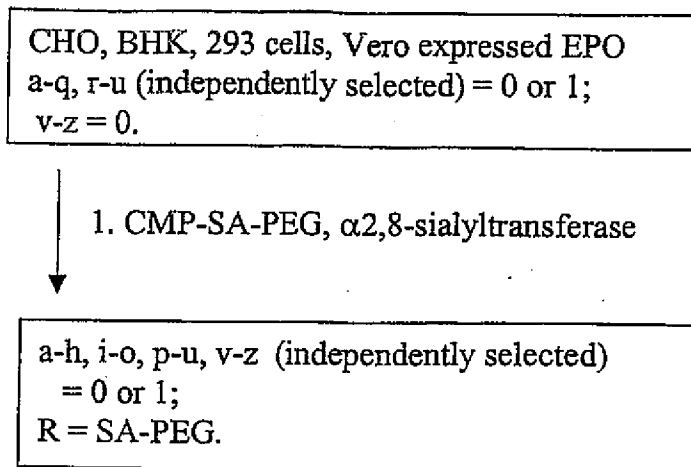 CHO, BHK, 293 cells, Vero expressed EPO
a-q, r-u (independently selected) = 0 or 1;
v-z = 0.
1. CMP-SA-PEG, α2,8-sialyltransferase
a-h, i-o, p-u, v-z (independently selected)
= 0 or 1;
R = SA-PEG.